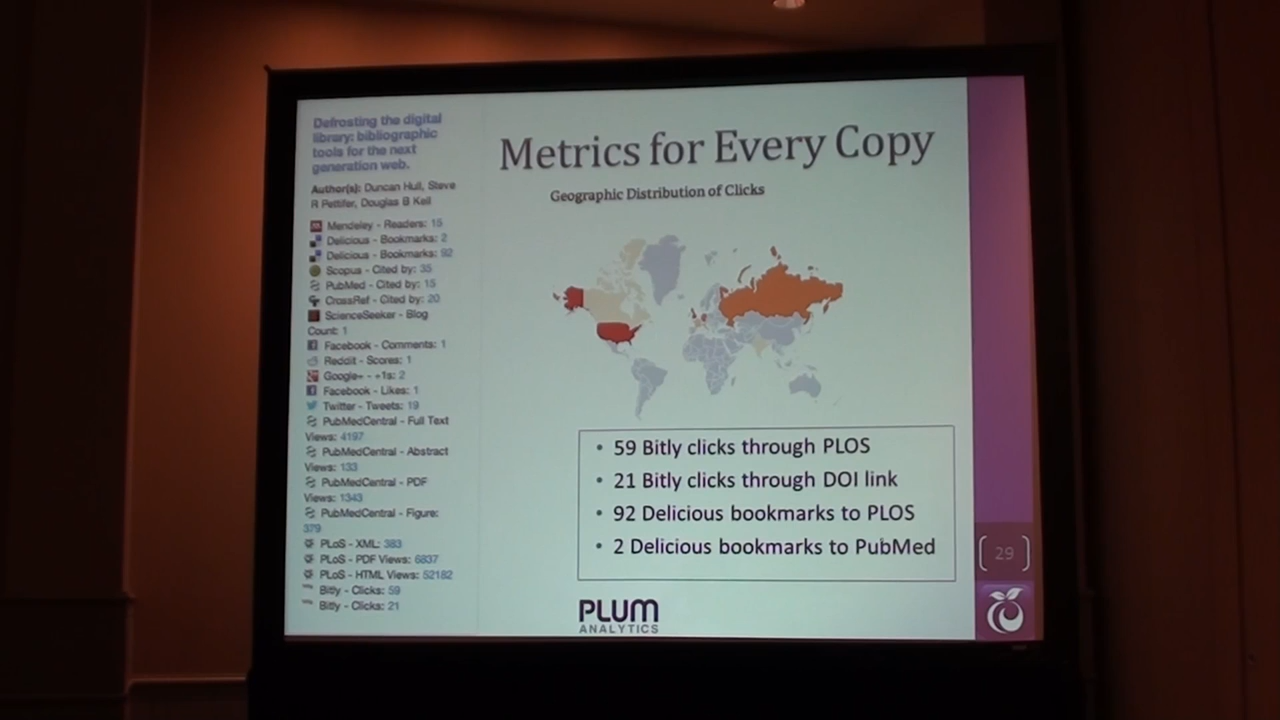 Defrosting the digital
library: bibliographic
tools for the next
generation web.
Author(s): Duncan Hull, Steve
R Pettifer, Douglas B Kell
Mendeley - Readers: 15
Delicious - Bookmarks: 2
Delicious - Bookmarks: 92
Scopus - Cited by: 35
PubMed - Cited by: 15
CrossRef - Cited by: 20
ScienceSeeker - Blog
Count: 1
Facebook - Comments: 1
Reddit - Scores: 1
Google+ - +1s: 2
Facebook - Likes: 1
Twitter - Tweets: 19
PubMedCentral - Full Text
Views: 4197
PubMedCentral - Abstract
Views: 133
PubMedCentral - PDF
Views: 1343
PubMedCentral - Figure:
379
PLoS - XML: 383
PLoS - PDF Views: 6837
PLoS - HTML Views: 52182
Bitly - Clicks: 59
Bitly - Clicks: 21
Metrics for Every Copy
Geographic Distribution of Clicks
• 59 Bitly clicks through PLOS
• 21 Bitly clicks through DOI link
• 92 Delicious bookmarks to PLOS
• 2 Delicious bookmarks to PubMed
PLUM
ANALYTICS
29